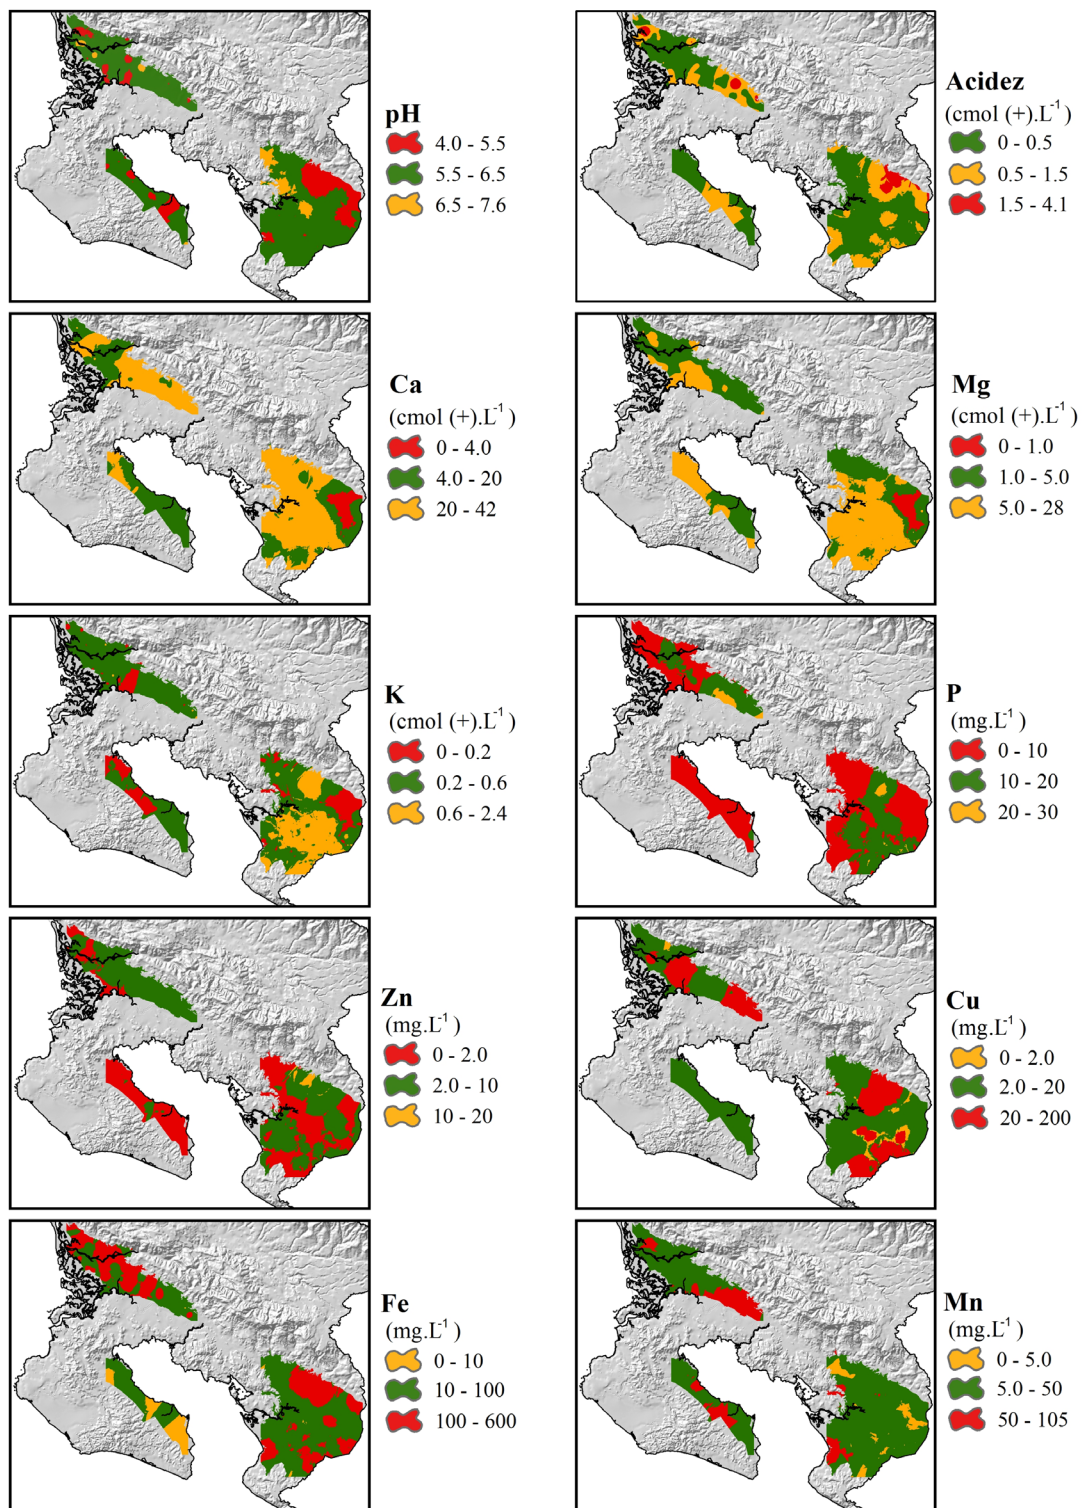 pH
4.0 - 5.5
5.5 - 6.5
6.5 - 7.6
Acidez
(cmol (+).L⁻¹)
0 - 0.5
0.5 - 1.5
1.5 - 4.1
Ca
(cmol (+).L⁻¹)
0 - 4.0
4.0 - 20
20 - 42
Mg
(cmol (+).L⁻¹)
0 - 1.0
1.0 - 5.0
5.0 - 28
K
(cmol (+).L⁻¹)
0 - 0.2
0.2 - 0.6
0.6 - 2.4
P
(mg.L⁻¹)
0 - 10
10 - 20
20 - 30
Zn
(mg.L⁻¹)
0 - 2.0
2.0 - 10
10 - 20
Cu
(mg.L⁻¹)
0 - 2.0
2.0 - 20
20 - 200
Fe
(mg.L⁻¹)
0 - 10
10 - 100
100 - 600
Mn
(mg.L⁻¹)
0 - 5.0
5.0 - 50
50 - 105